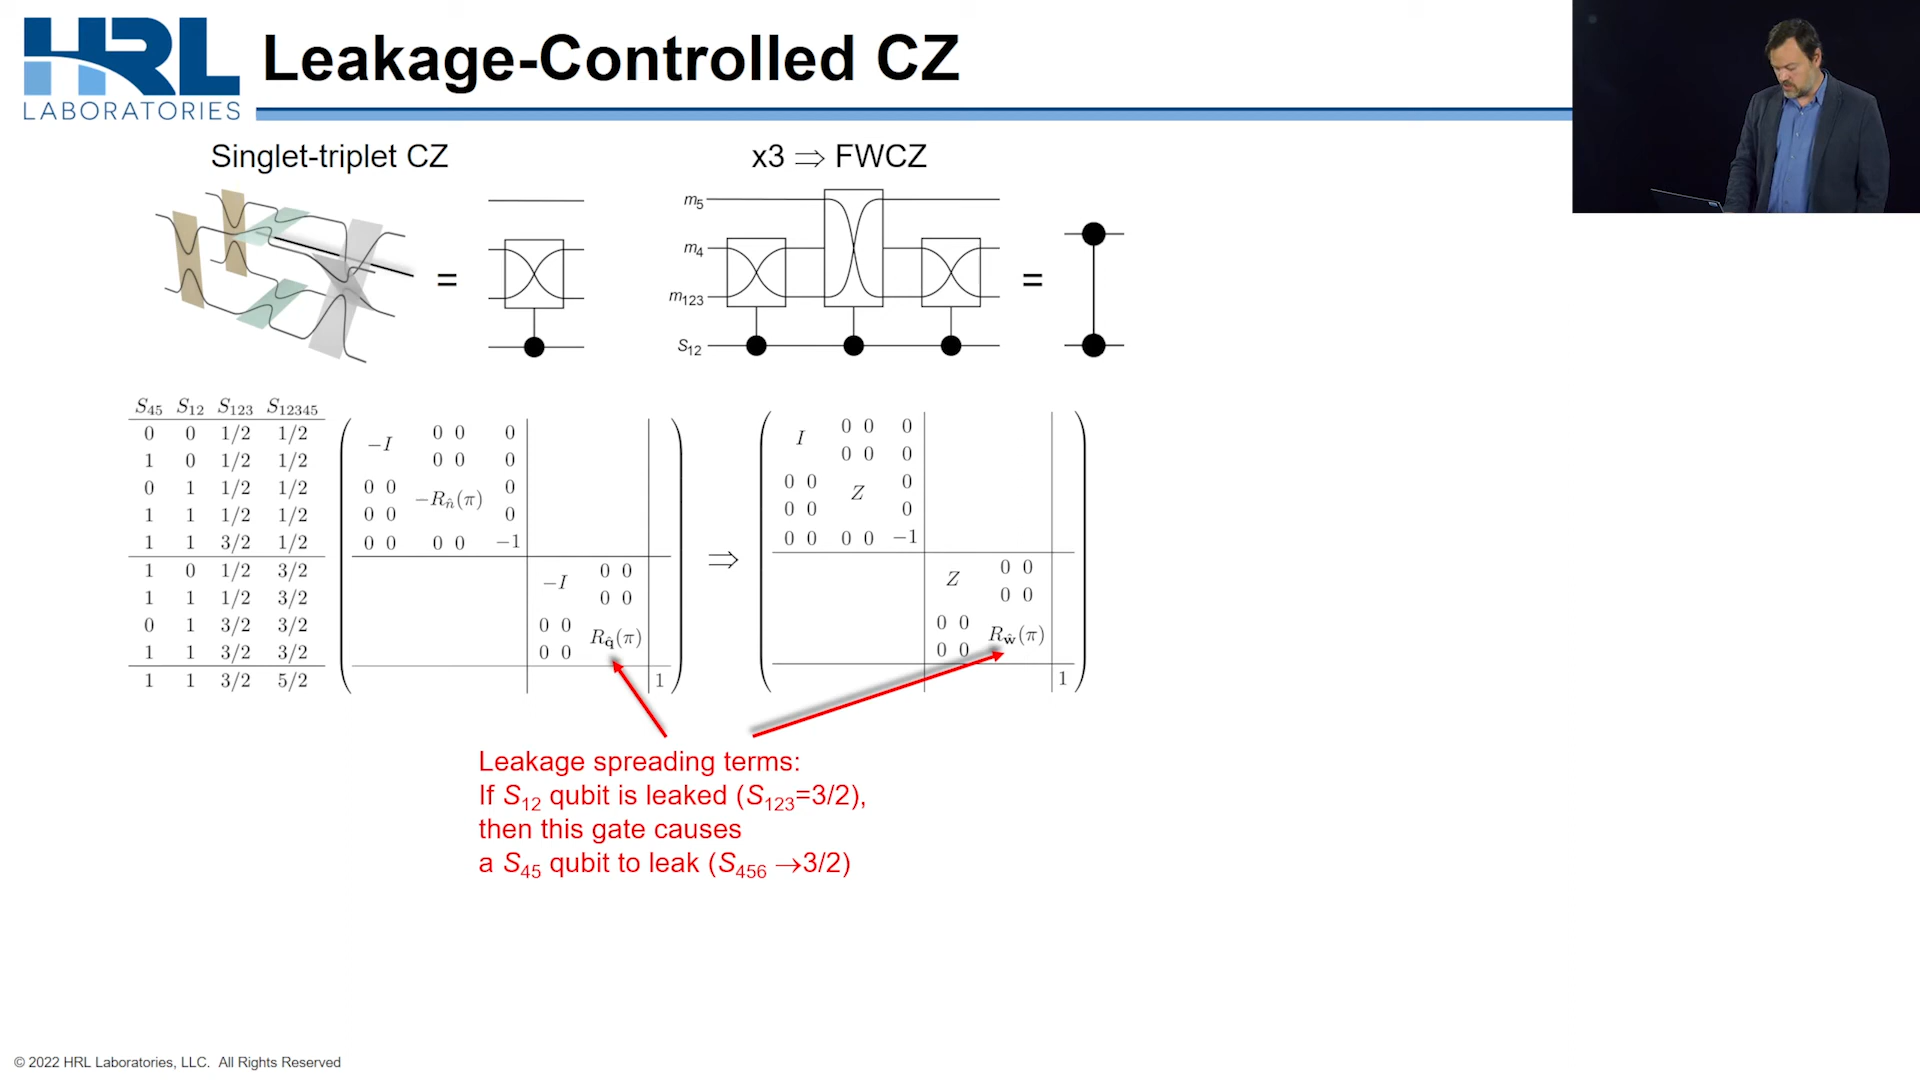 HRL
LABORATORIES
Leakage-Controlled CZ
Singlet-triplet CZ
x3 ⇒ FWCZ
=
m5
m4
m123
S12
=
S45 S12 S123 S12345
0 0 1/2 1/2
1 0 1/2 1/2
0 1 1/2 1/2
1 1 1/2 1/2
1 1 3/2 1/2
1 0 1/2 3/2
1 1 1/2 3/2
0 1 3/2 3/2
1 1 3/2 3/2
1 1 3/2 5/2
−I 0 0 0
0 0 0
0 0 −Rn̂(π) 0
0 0 0
0 0 0 0 −1
−I 0 0
0 0
0 0 Rq̂(π)
0 0
1
⇒
I 0 0 0
0 0 0
0 0 Z 0
0 0 0
0 0 0 0 −1
Z 0 0
0 0
0 0 Rŵ(π)
0 0
1
Leakage spreading terms:
If S12 qubit is leaked (S123=3/2),
then this gate causes
a S45 qubit to leak (S456 →3/2)
© 2022 HRL Laboratories, LLC. All Rights Reserved